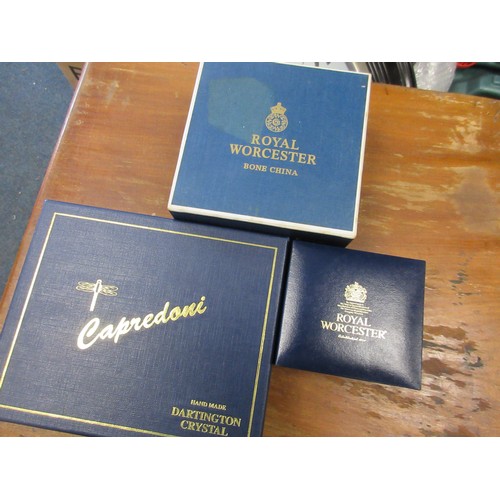 ROYAL
WORCESTER
BONE CHINA
Capredoni
HAND MADE
DARTINGTON
CRYSTAL
ROYAL
WORCESTER